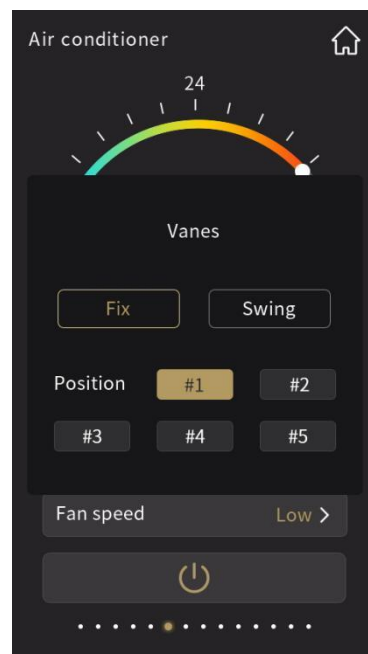 Air conditioner
24
Vanes
Fix Swing
Position #1 #2
#3 #4 #5
Fan speed Low